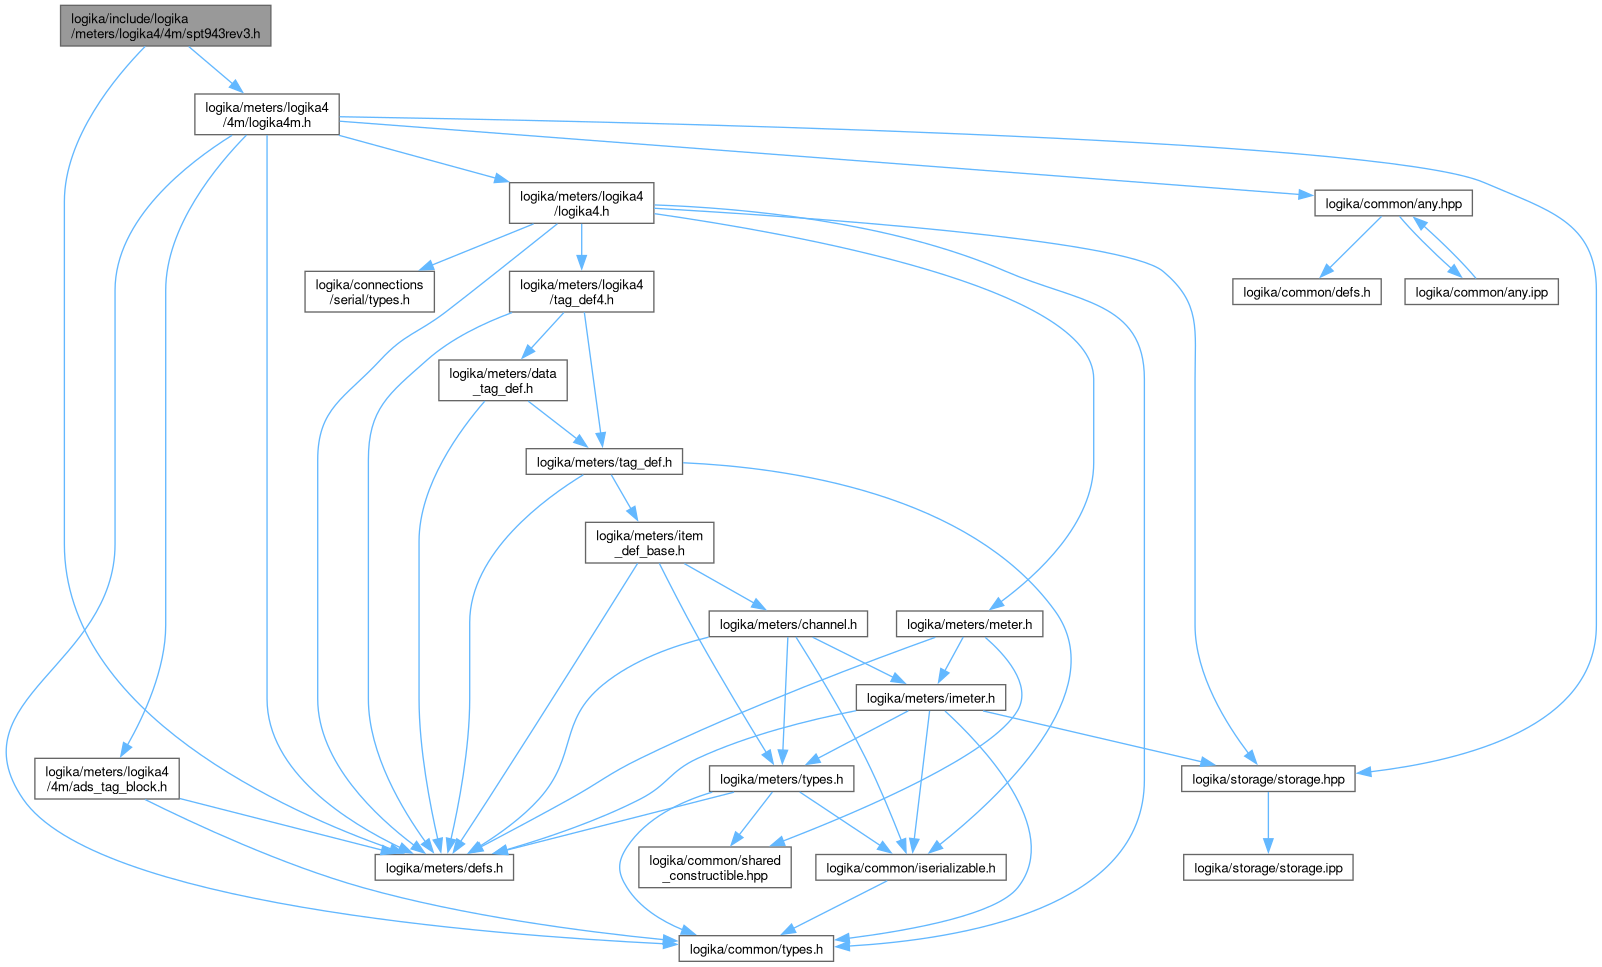 logika/include/logika
/meters/logika4/4m/spt943rev3.h
logika/meters/logika4
/4m/logika4m.h
logika/meters/logika4
/logika4.h
logika/common/any.hpp
logika/connections
/serial/types.h
logika/meters/logika4
/tag_def4.h
logika/common/defs.h
logika/common/any.ipp
logika/meters/data
_tag_def.h
logika/meters/tag_def.h
logika/meters/item
_def_base.h
logika/meters/channel.h
logika/meters/meter.h
logika/meters/imeter.h
logika/meters/logika4
/4m/ads_tag_block.h
logika/meters/types.h
logika/storage/storage.hpp
logika/meters/defs.h
logika/common/shared
_constructible.hpp
logika/common/iserializable.h
logika/storage/storage.ipp
logika/common/types.h